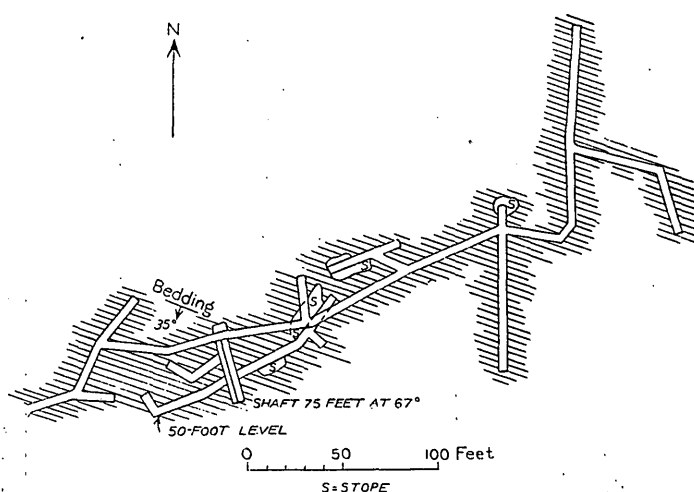 N
S
S
S
S
S
Bedding
35°
SHAFT 75 FEET AT 67°
50-FOOT LEVEL
0 50 100 Feet
S=STOPE